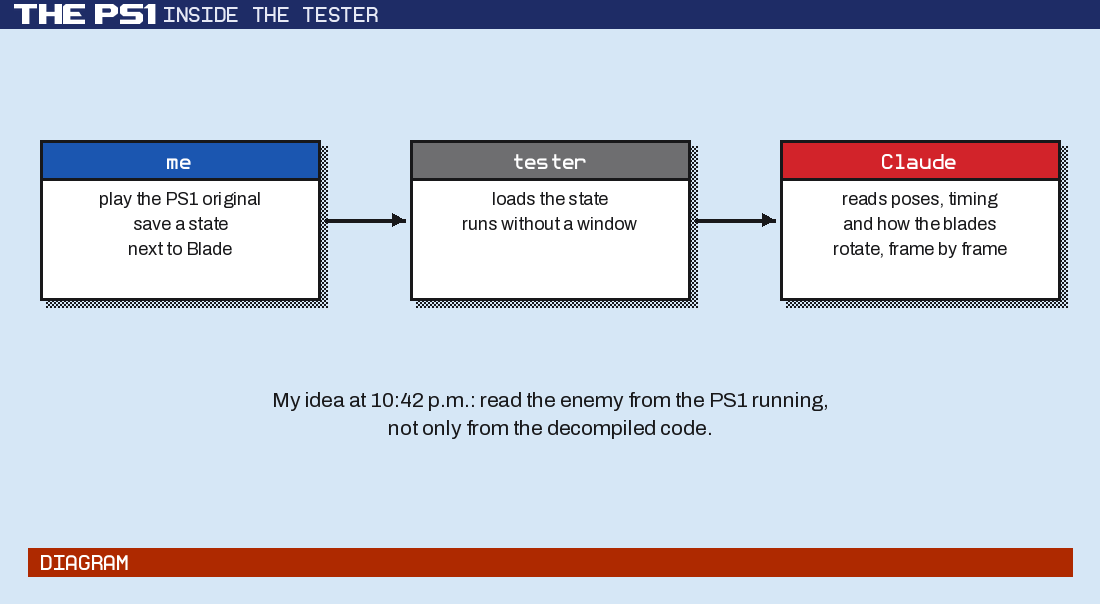 THE PS1 INSIDE THE TESTER
me
play the PS1 original
save a state
next to Blade
tester
loads the state
runs without a window
Claude
reads poses, timing
and how the blades
rotate, frame by frame
My idea at 10:42 p.m.: read the enemy from the PS1 running,
not only from the decompiled code.
DIAGRAM